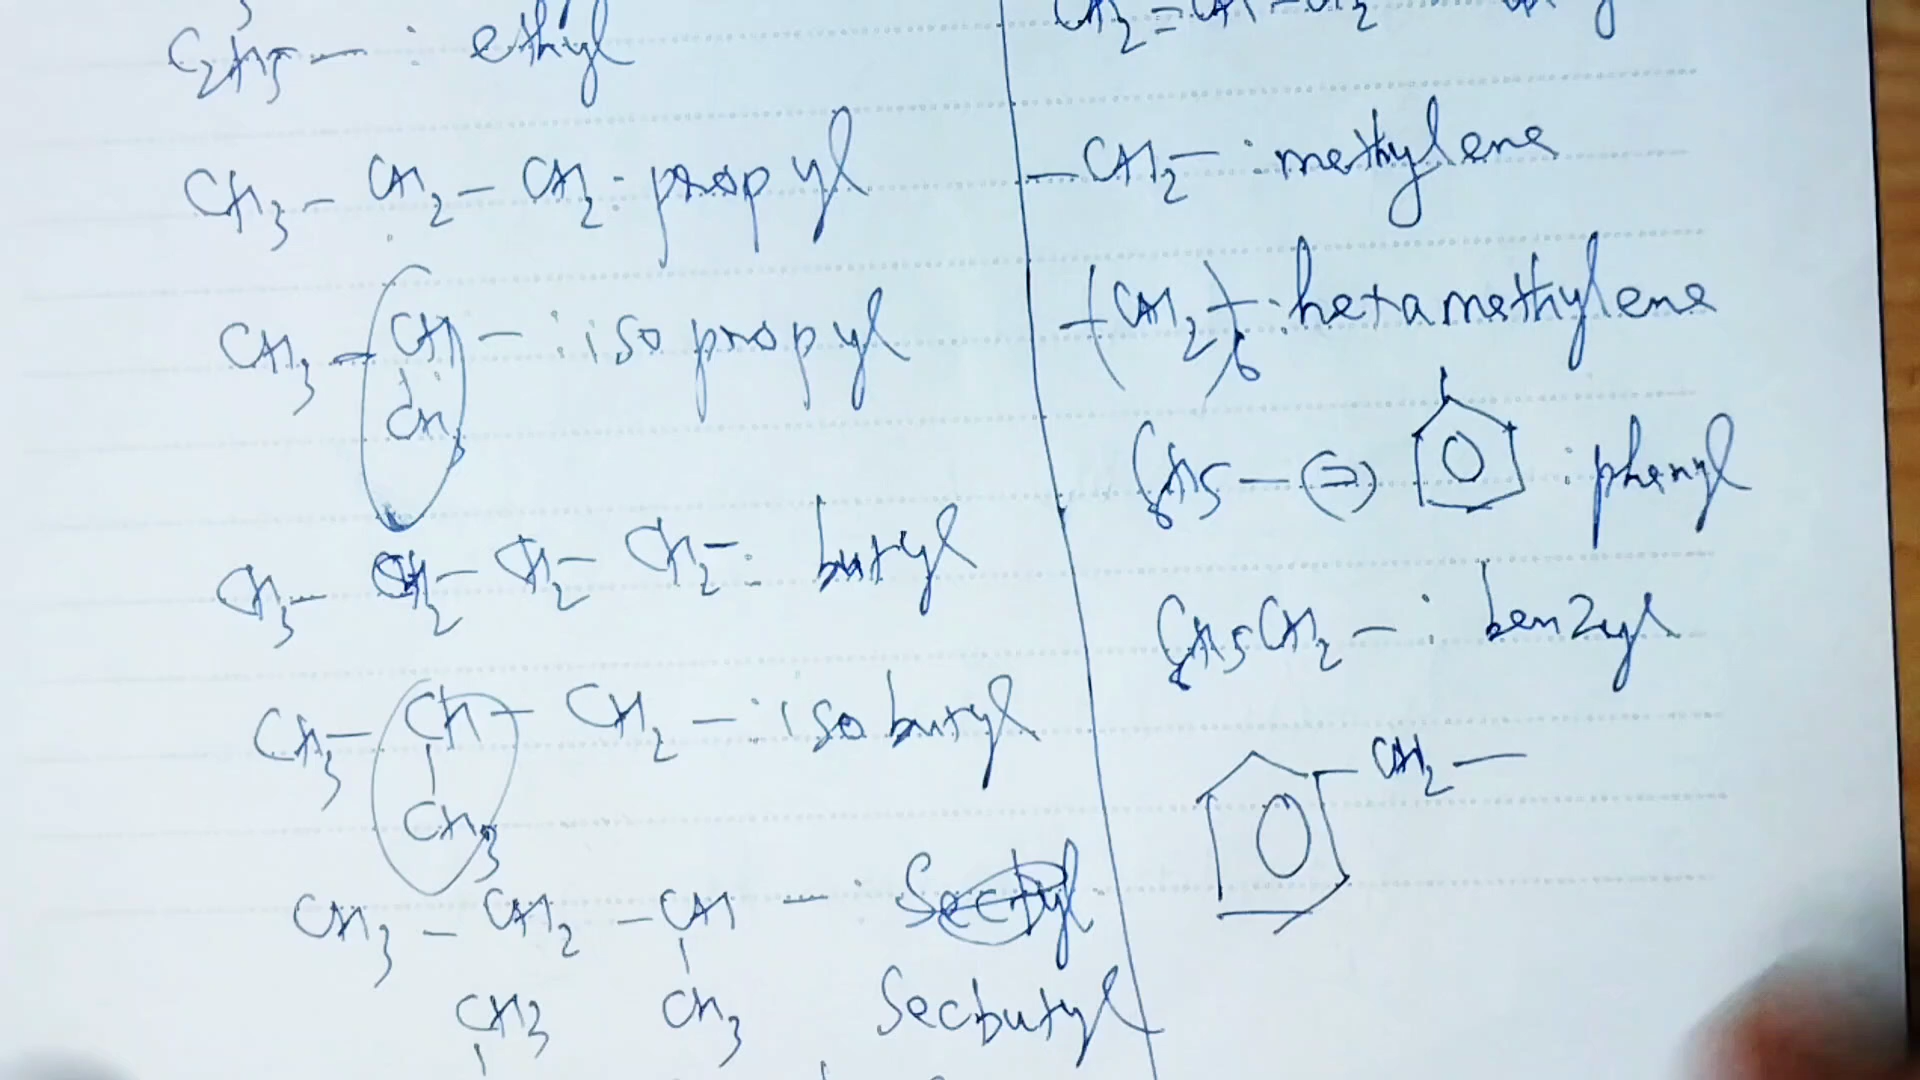 C2H5— : ethyl
CH3— CH2— CH2: propyl
CH3—CH— : isopropyl
CH3
CH3— CH2— CH2— CH2—: butyl
CH3— CH— CH2—: isobutyl
CH3
CH3— CH2—CH— :
CH3
Secbutyl
CH3
—CH2—: methylene
(CH2)6: hexamethylene
C6H5— (=) : phenyl
C6H5CH2— : benzyl
CH2—